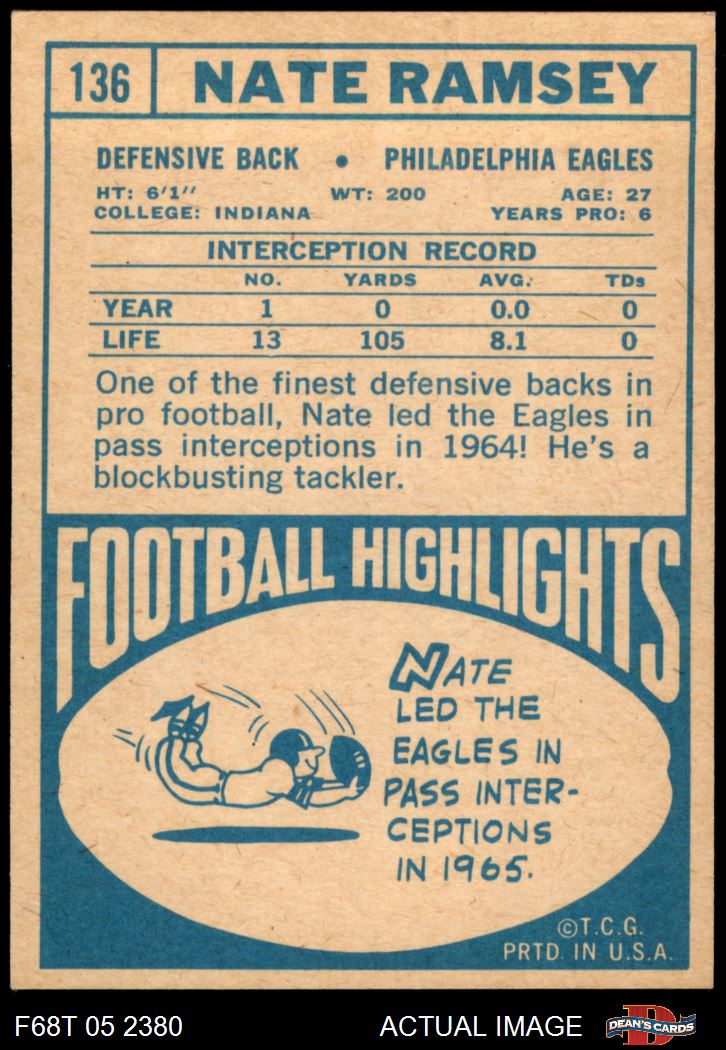 136 NATE RAMSEY
DEFENSIVE BACK • PHILADELPHIA EAGLES
HT: 6'1" WT: 200 AGE: 27
COLLEGE: INDIANA YEARS PRO: 6
INTERCEPTION RECORD
NO. YARDS AVG. TDs
YEAR 1 0 0.0 0
LIFE 13 105 8.1 0
One of the finest defensive backs in
pro football, Nate led the Eagles in
pass interceptions in 1964! He's a
blockbusting tackler.
FOOTBALL HIGHLIGHTS
NATE
LED THE
EAGLES IN
PASS INTER-
CEPTIONS
IN 1965.
©T.C.G.
PRTD. IN U.S.A.
F68T 05 2380 ACTUAL IMAGE DEAN'S CARDS